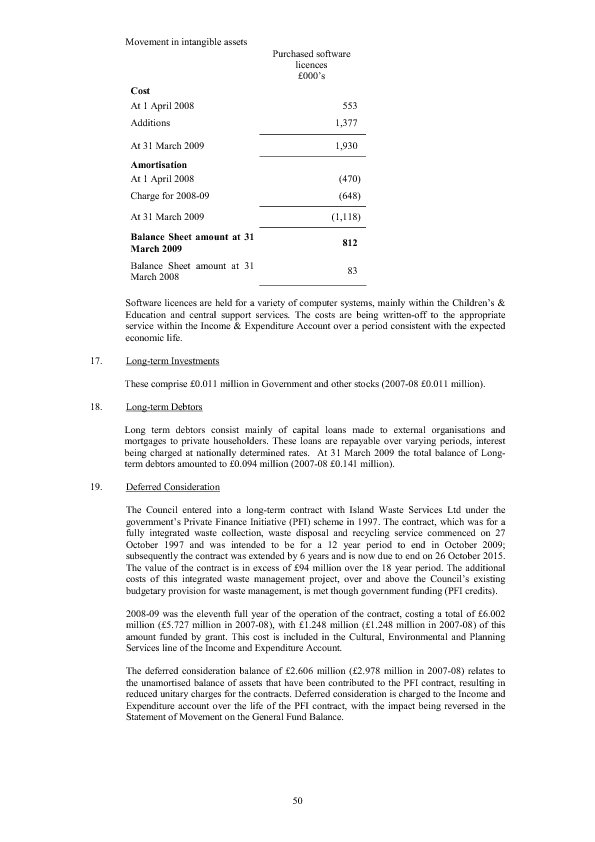 Movement in intangible assets
Purchased software
licences
£000’s
Cost
At 1 April 2008 553
Additions 1,377
At 31 March 2009 1,930
Amortisation
At 1 April 2008 (470)
Charge for 2008-09 (648)
At 31 March 2009 (1,118)
Balance Sheet amount at 31
March 2009 812
Balance Sheet amount at 31
March 2008 83
Software licences are held for a variety of computer systems, mainly within the Children’s &
Education and central support services. The costs are being written-off to the appropriate
service within the Income & Expenditure Account over a period consistent with the expected
economic life.
17. Long-term Investments
These comprise £0.011 million in Government and other stocks (2007-08 £0.011 million).
18. Long-term Debtors
Long term debtors consist mainly of capital loans made to external organisations and
mortgages to private householders. These loans are repayable over varying periods, interest
being charged at nationally determined rates. At 31 March 2009 the total balance of Long-
term debtors amounted to £0.094 million (2007-08 £0.141 million).
19. Deferred Consideration
The Council entered into a long-term contract with Island Waste Services Ltd under the
government’s Private Finance Initiative (PFI) scheme in 1997. The contract, which was for a
fully integrated waste collection, waste disposal and recycling service commenced on 27
October 1997 and was intended to be for a 12 year period to end in October 2009;
subsequently the contract was extended by 6 years and is now due to end on 26 October 2015.
The value of the contract is in excess of £94 million over the 18 year period. The additional
costs of this integrated waste management project, over and above the Council’s existing
budgetary provision for waste management, is met though government funding (PFI credits).
2008-09 was the eleventh full year of the operation of the contract, costing a total of £6.002
million (£5.727 million in 2007-08), with £1.248 million (£1.248 million in 2007-08) of this
amount funded by grant. This cost is included in the Cultural, Environmental and Planning
Services line of the Income and Expenditure Account.
The deferred consideration balance of £2.606 million (£2.978 million in 2007-08) relates to
the unamortised balance of assets that have been contributed to the PFI contract, resulting in
reduced unitary charges for the contracts. Deferred consideration is charged to the Income and
Expenditure account over the life of the PFI contract, with the impact being reversed in the
Statement of Movement on the General Fund Balance.
50